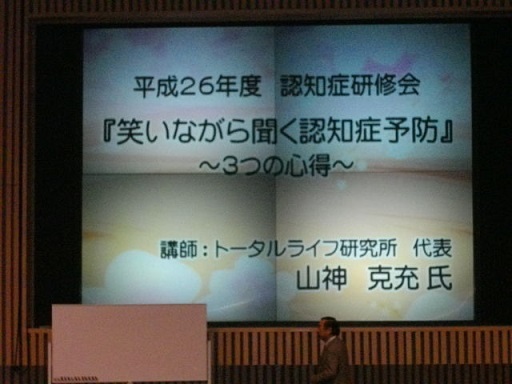 平成26年度 認知症研修会
『笑いながら聞く認知症予防』
～3つの心得～
講師：トータルライフ研究所 代表
山神 克充 氏